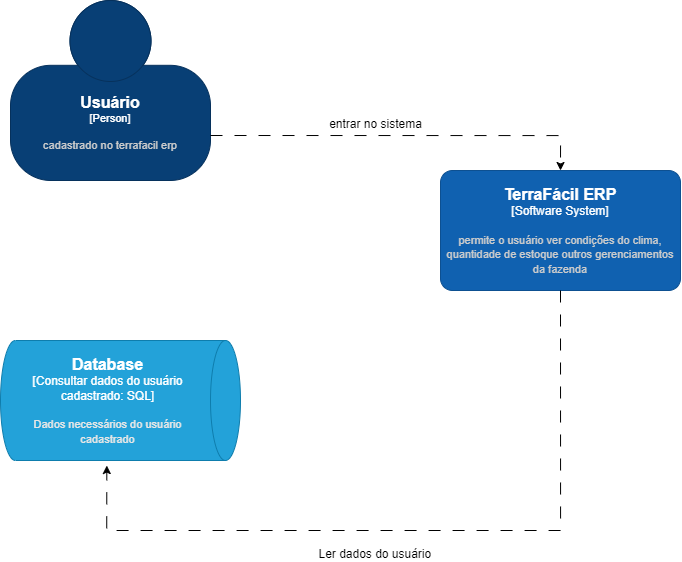 Usuário
[Person]
cadastrado no terrafacil erp
entrar no sistema
TerraFácil ERP
[Software System]
permite o usuário ver condições do clima,
quantidade de estoque outros gerenciamentos
da fazenda
Database
[Consultar dados do usuário
cadastrado: SQL]
Dados necessários do usuário
cadastrado
Ler dados do usuário